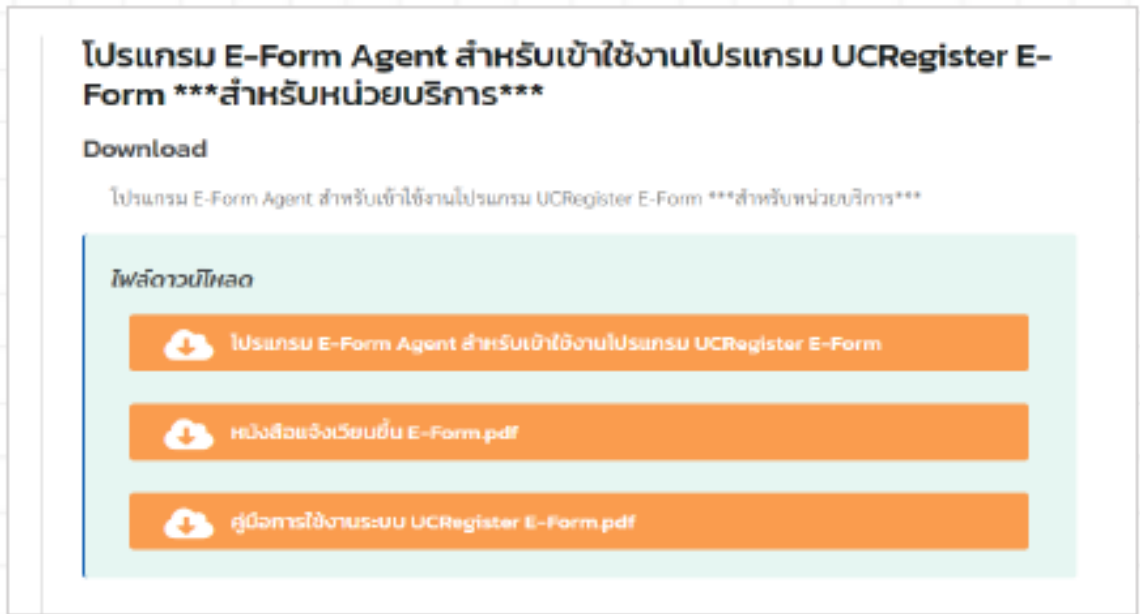 โปรแกรม E-Form Agent สำหรับเข้าใช้งานโปรแกรม UCRegister E-
Form ***สำหรับหน่วยบริการ***
Download
โปรแกรม E-Form Agent สำหรับเข้าใช้งานโปรแกรม UCRegister E-Form ***สำหรับหน่วยบริการ***
ไฟล์ดาวน์โหลด
โปรแกรม E-Form Agent สำหรับเข้าใช้งานโปรแกรม UCRegister E-Form
หนังสือแจ้งเวียนขึ้น E-Form.pdf
คู่มือการใช้งานระบบ UCRegister E-Form.pdf